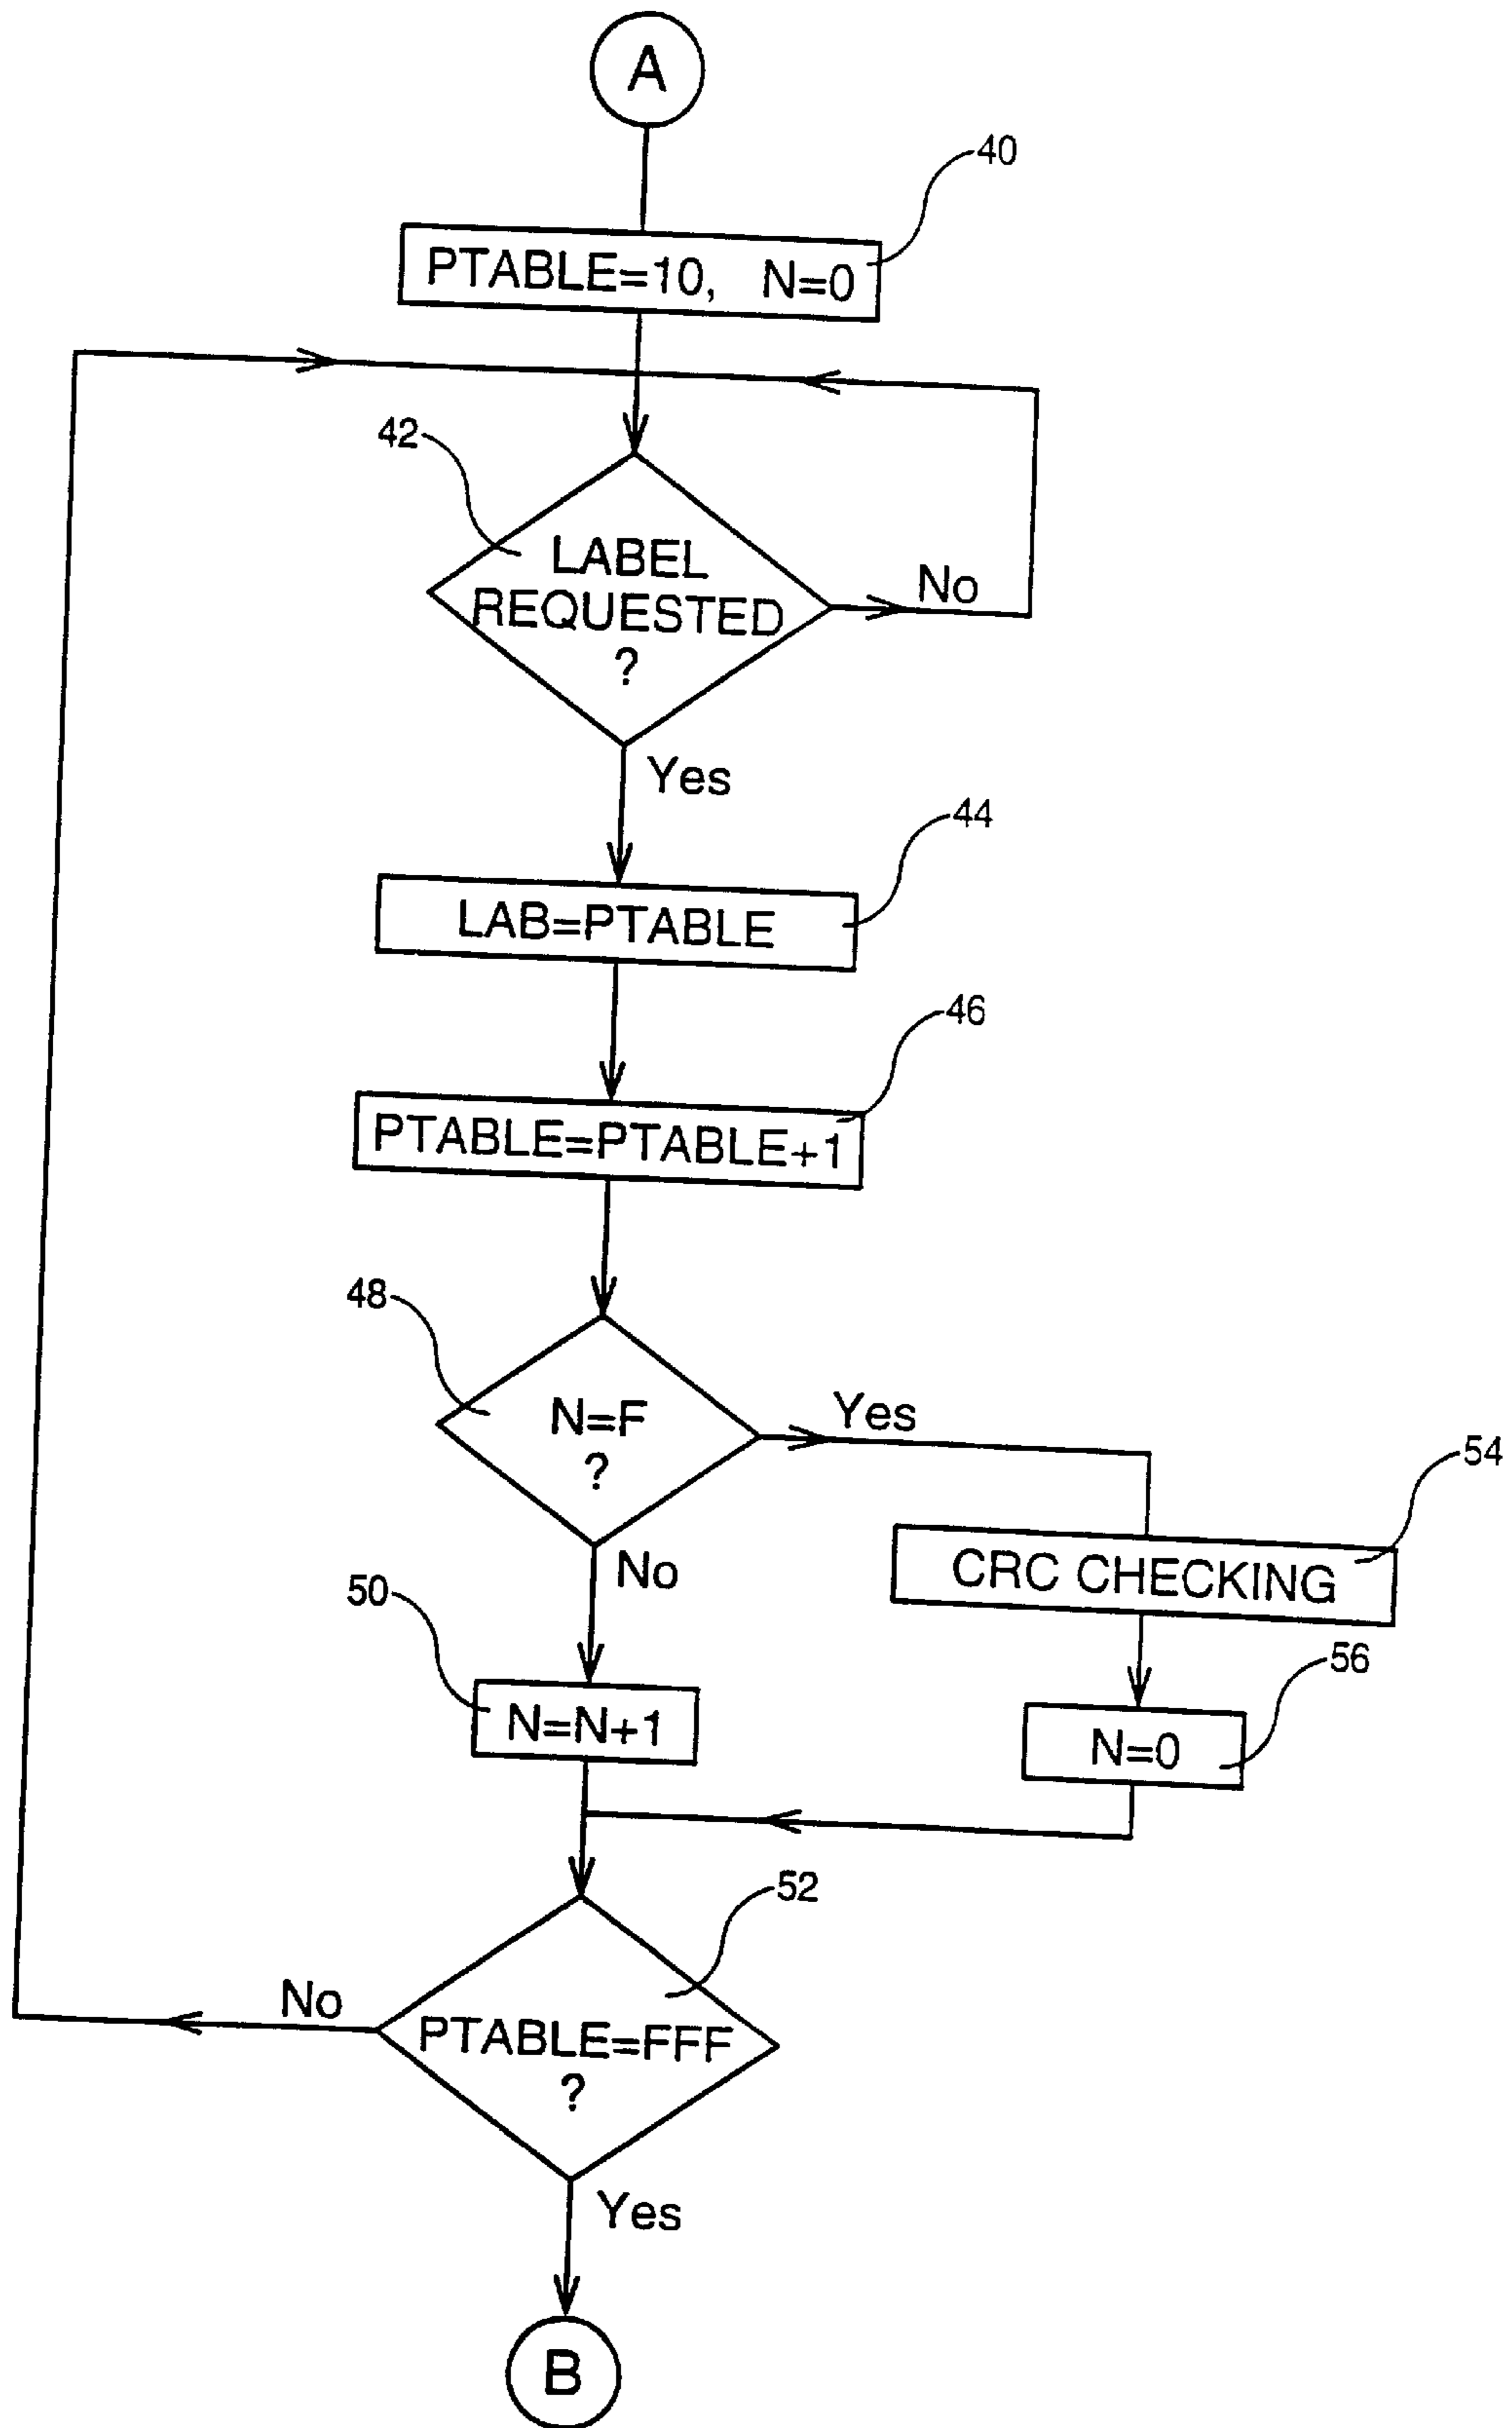 A
40
PTABLE=10, N=0
42
LABEL
REQUESTED
?
No
Yes
44
LAB=PTABLE
46
PTABLE=PTABLE+1
48
N=F
?
Yes
No
54
CRC CHECKING
50
N=N+1
56
N=0
52
No
PTABLE=FFF
?
Yes
B